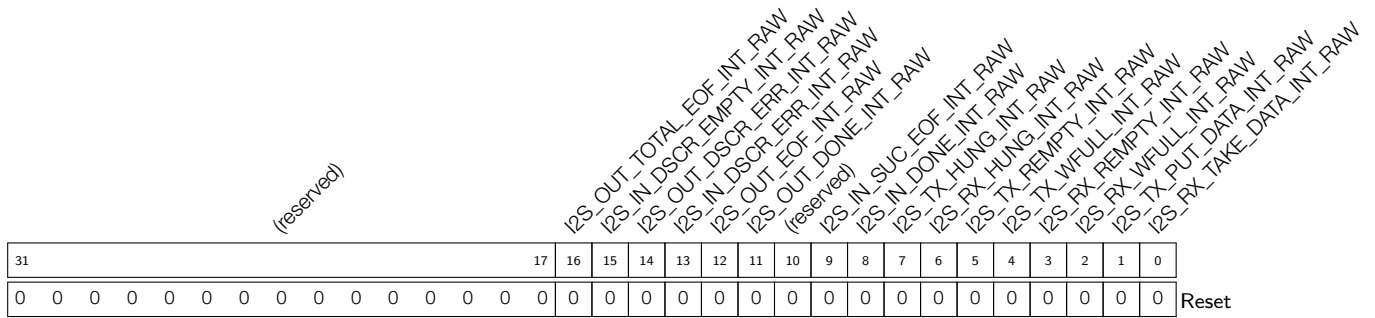 (reserved)
I2S_OUT_TOTAL_EOF_INT_RAW
I2S_IN_DSCR_EMPTY_INT_RAW
I2S_OUT_DSCR_ERR_INT_RAW
I2S_IN_DSCR_ERR_INT_RAW
I2S_OUT_EOF_INT_RAW
I2S_OUT_DONE_INT_RAW
(reserved)
I2S_IN_SUC_EOF_INT_RAW
I2S_IN_DONE_INT_RAW
I2S_TX_HUNG_INT_RAW
I2S_RX_HUNG_INT_RAW
I2S_TX_REMPTY_INT_RAW
I2S_TX_WFULL_INT_RAW
I2S_RX_REMPTY_INT_RAW
I2S_RX_WFULL_INT_RAW
I2S_TX_PUT_DATA_INT_RAW
I2S_RX_TAKE_DATA_INT_RAW
31 17 16 15 14 13 12 11 10 9 8 7 6 5 4 3 2 1 0
0 0 0 0 0 0 0 0 0 0 0 0 0 0 0 0 0 0 0 0 0 0 0 0 0 0 0 0 0 0 0 0 Reset